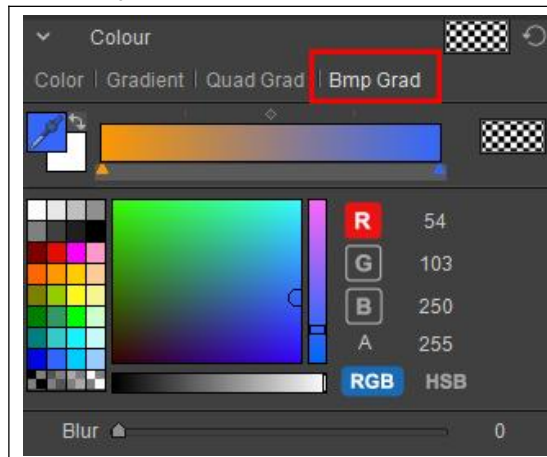 Colour
Color | Gradient | Quad Grad | Bmp Grad
R 54
G 103
B 250
A 255
RGB HSB
Blur 0